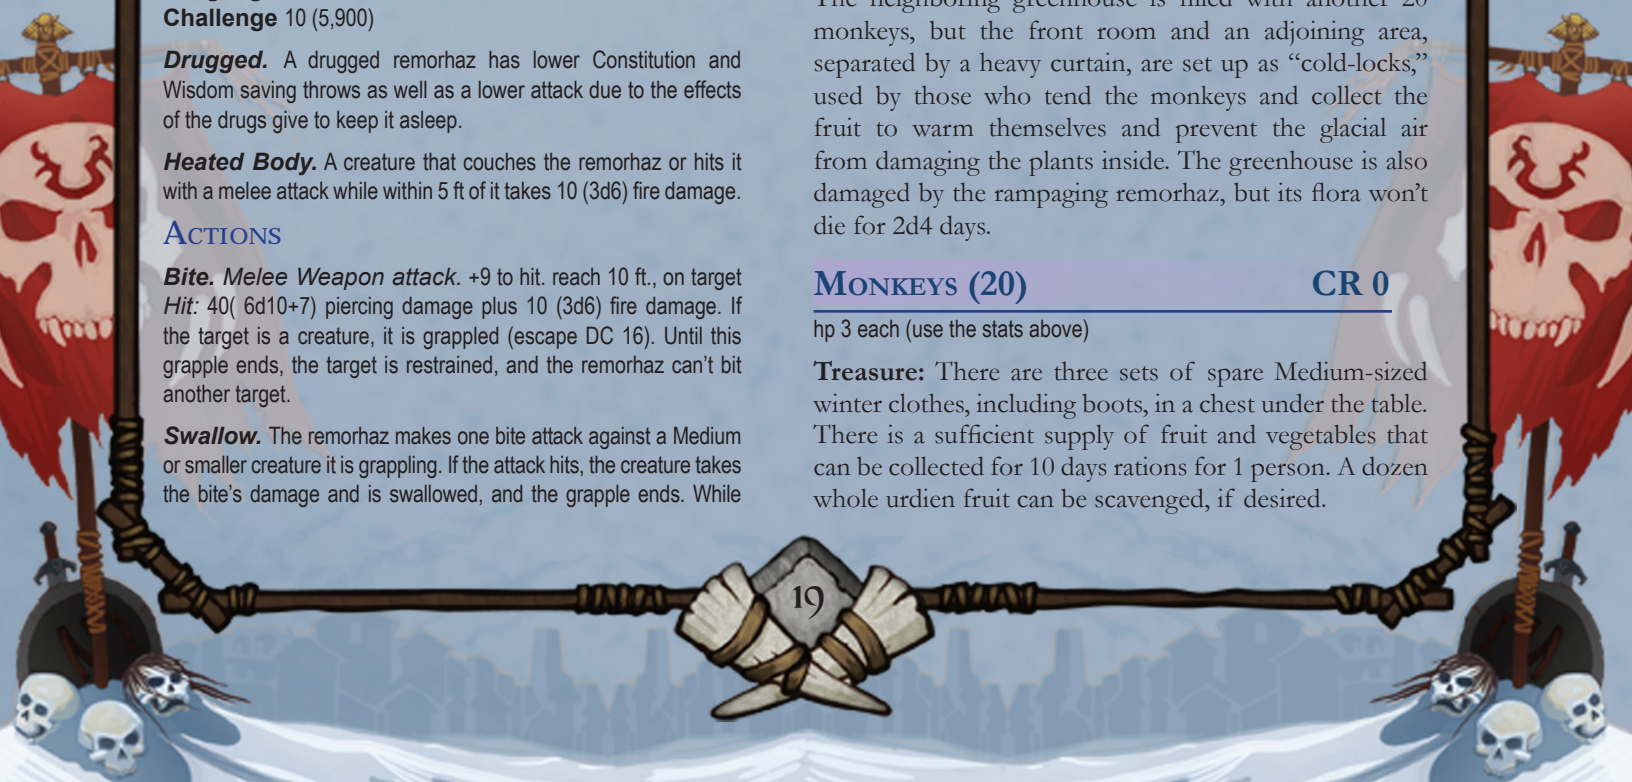 Challenge 10 (5,900)
Drugged. A drugged remorhaz has lower Constitution and
Wisdom saving throws as well as a lower attack due to the effects
of the drugs give to keep it asleep.
Heated Body. A creature that couches the remorhaz or hits it
with a melee attack while within 5 ft of it takes 10 (3d6) fire damage.
Actions
Bite. Melee Weapon attack. +9 to hit. reach 10 ft., on target
Hit: 40( 6d10+7) piercing damage plus 10 (3d6) fire damage. If
the target is a creature, it is grappled (escape DC 16). Until this
grapple ends, the target is restrained, and the remorhaz can't bit
another target.
Swallow. The remorhaz makes one bite attack against a Medium
or smaller creature it is grappling. If the attack hits, the creature takes
the bite's damage and is swallowed, and the grapple ends. While
The neighboring greenhouse is filled with another 20
monkeys, but the front room and an adjoining area,
separated by a heavy curtain, are set up as “cold-locks,”
used by those who tend the monkeys and collect the
fruit to warm themselves and prevent the glacial air
from damaging the plants inside. The greenhouse is also
damaged by the rampaging remorhaz, but its flora won't
die for 2d4 days.
Monkeys (20) CR 0
hp 3 each (use the stats above)
Treasure: There are three sets of spare Medium-sized
winter clothes, including boots, in a chest under the table.
There is a sufficient supply of fruit and vegetables that
can be collected for 10 days rations for 1 person. A dozen
whole urdien fruit can be scavenged, if desired.
19